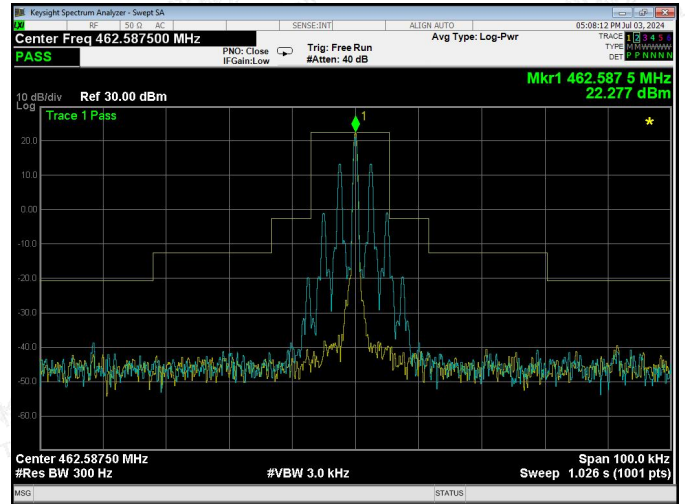 Keysight Spectrum Analyzer - Swept SA
LXI RF 50 Ω AC SENSE:INT ALIGN AUTO 05:08:12 PM Jul 03, 2024
Center Freq 462.587500 MHz
PASS
PNO: Close
IFGain:Low
Trig: Free Run
#Atten: 40 dB
Avg Type: Log-Pwr
TRACE 1 2 3 4 5 6
TYPE M M W W W W
DET P P N N N N
Mkr1 462.587 5 MHz
22.277 dBm
10 dB/div Ref 30.00 dBm
Log
Trace 1 Pass
1
*
20.0
10.0
0.00
-10.0
-20.0
-30.0
-40.0
-50.0
-60.0
Center 462.58750 MHz Span 100.0 kHz
#Res BW 300 Hz #VBW 3.0 kHz Sweep 1.026 s (1001 pts)
MSG STATUS